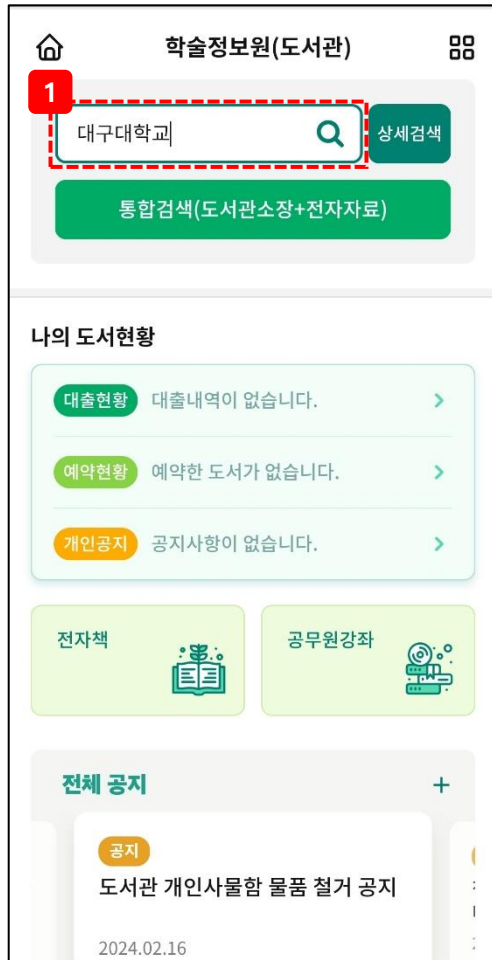 학술정보원(도서관)
1
대구대학교
상세검색
통합검색(도서관소장+전자자료)
나의 도서현황
대출현황 대출내역이 없습니다.
예약현황 예약한 도서가 없습니다.
개인공지 공지사항이 없습니다.
전자책
공무원강좌
전체 공지
+
공지
도서관 개인사물함 물품 철거 공지
2024.02.16